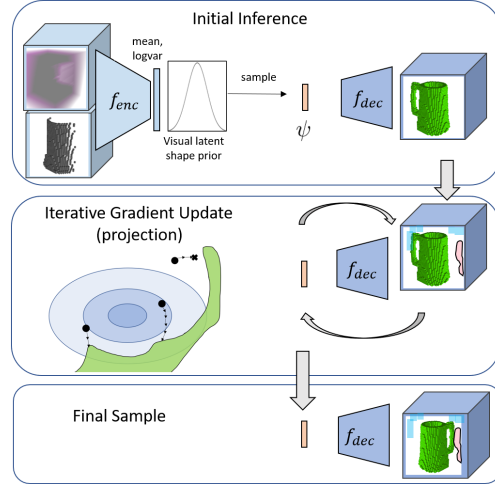 Initial Inference
mean,
logvar
f_enc
sample
f_dec
ψ
Visual latent
shape prior
Iterative Gradient Update
(projection)
f_dec
Final Sample
f_dec